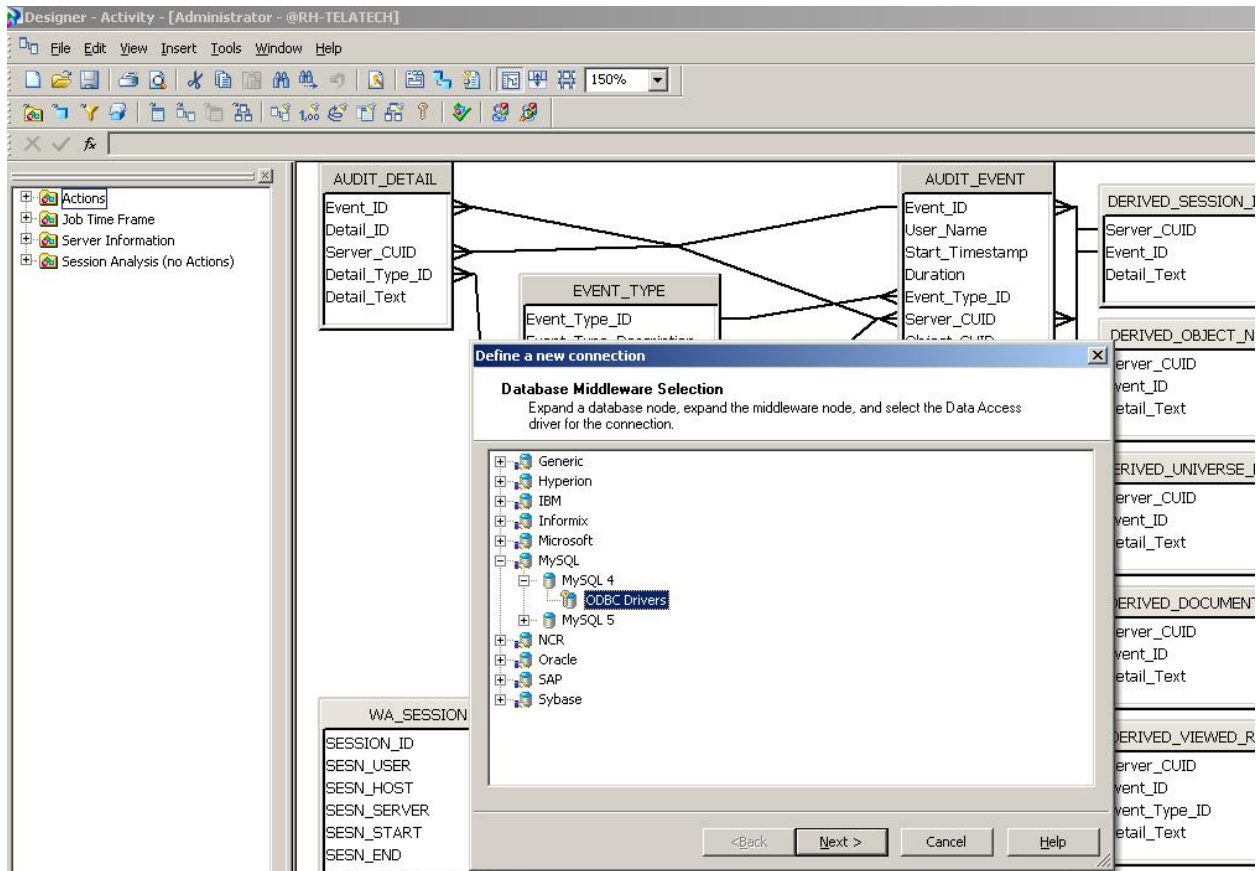 Designer - Activity - [Administrator - @RH-TELATECH]
File Edit View Insert Tools Window Help
150%
Actions
Job Time Frame
Server Information
Session Analysis (no Actions)
AUDIT_DETAIL
Event_ID
Detail_ID
Server_CUID
Detail_Type_ID
Detail_Text
EVENT_TYPE
Event_Type_ID
AUDIT_EVENT
Event_ID
User_Name
Start_Timestamp
Duration
Event_Type_ID
Server_CUID
DERIVED_SESSION_I
Server_CUID
Event_ID
Detail_Text
DERIVED_OBJECT_N
erver_CUID
vent_ID
etail_Text
ERIVED_UNIVERSE_
erver_CUID
vent_ID
etail_Text
ERIVED_DOCUMENT
erver_CUID
vent_ID
etail_Text
DERIVED_VIEWED_R
erver_CUID
vent_ID
vent_Type_ID
etail_Text
Define a new connection
Database Middleware Selection
Expand a database node, expand the middleware node, and select the Data Access
driver for the connection.
Generic
Hyperion
IBM
Informix
Microsoft
MySQL
MySQL 4
ODBC Drivers
MySQL 5
NCR
Oracle
SAP
Sybase
<Back Next > Cancel Help
WA_SESSION
SESSION_ID
SESN_USER
SESN_HOST
SESN_SERVER
SESN_START
SESN_END